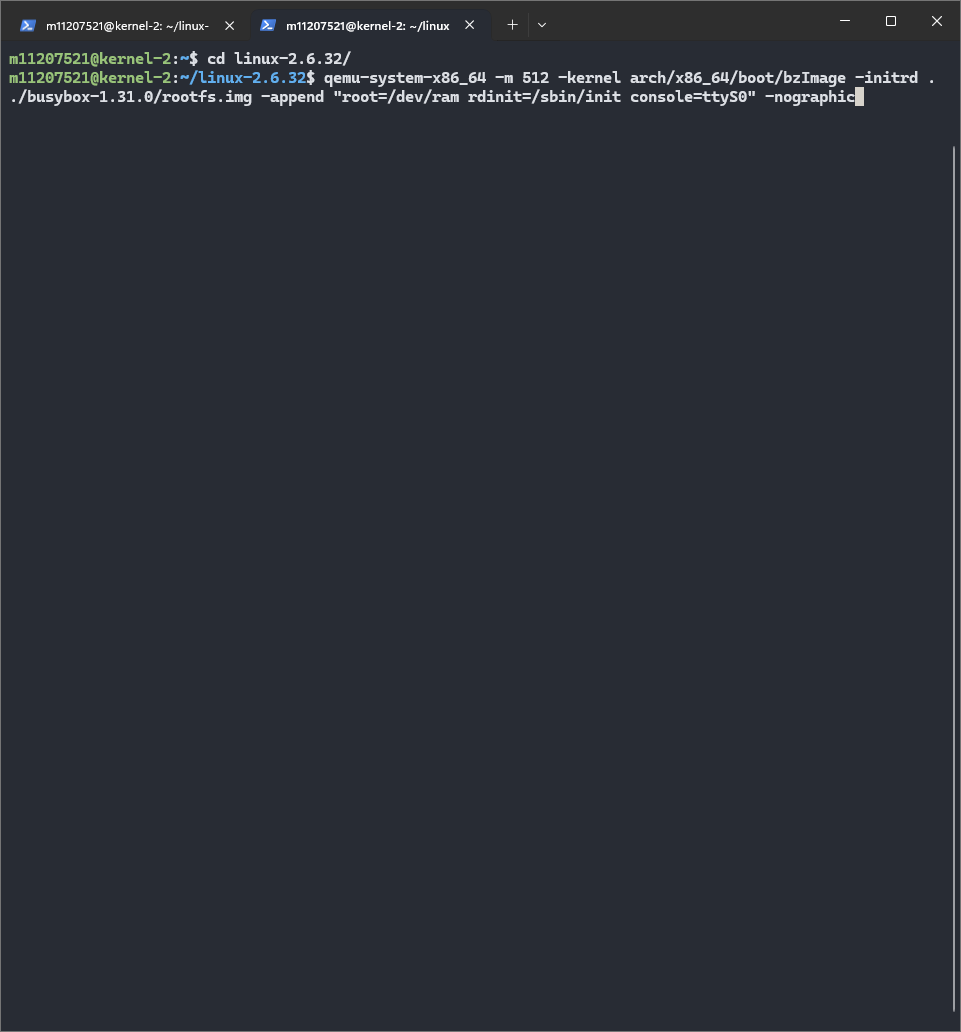 m11207521@kernel-2: ~/linux-
m11207521@kernel-2: ~/linux
m11207521@kernel-2:~$ cd linux-2.6.32/
m11207521@kernel-2:~/linux-2.6.32$ qemu-system-x86_64 -m 512 -kernel arch/x86_64/boot/bzImage -initrd .
./busybox-1.31.0/rootfs.img -append "root=/dev/ram rdinit=/sbin/init console=ttyS0" -nographic